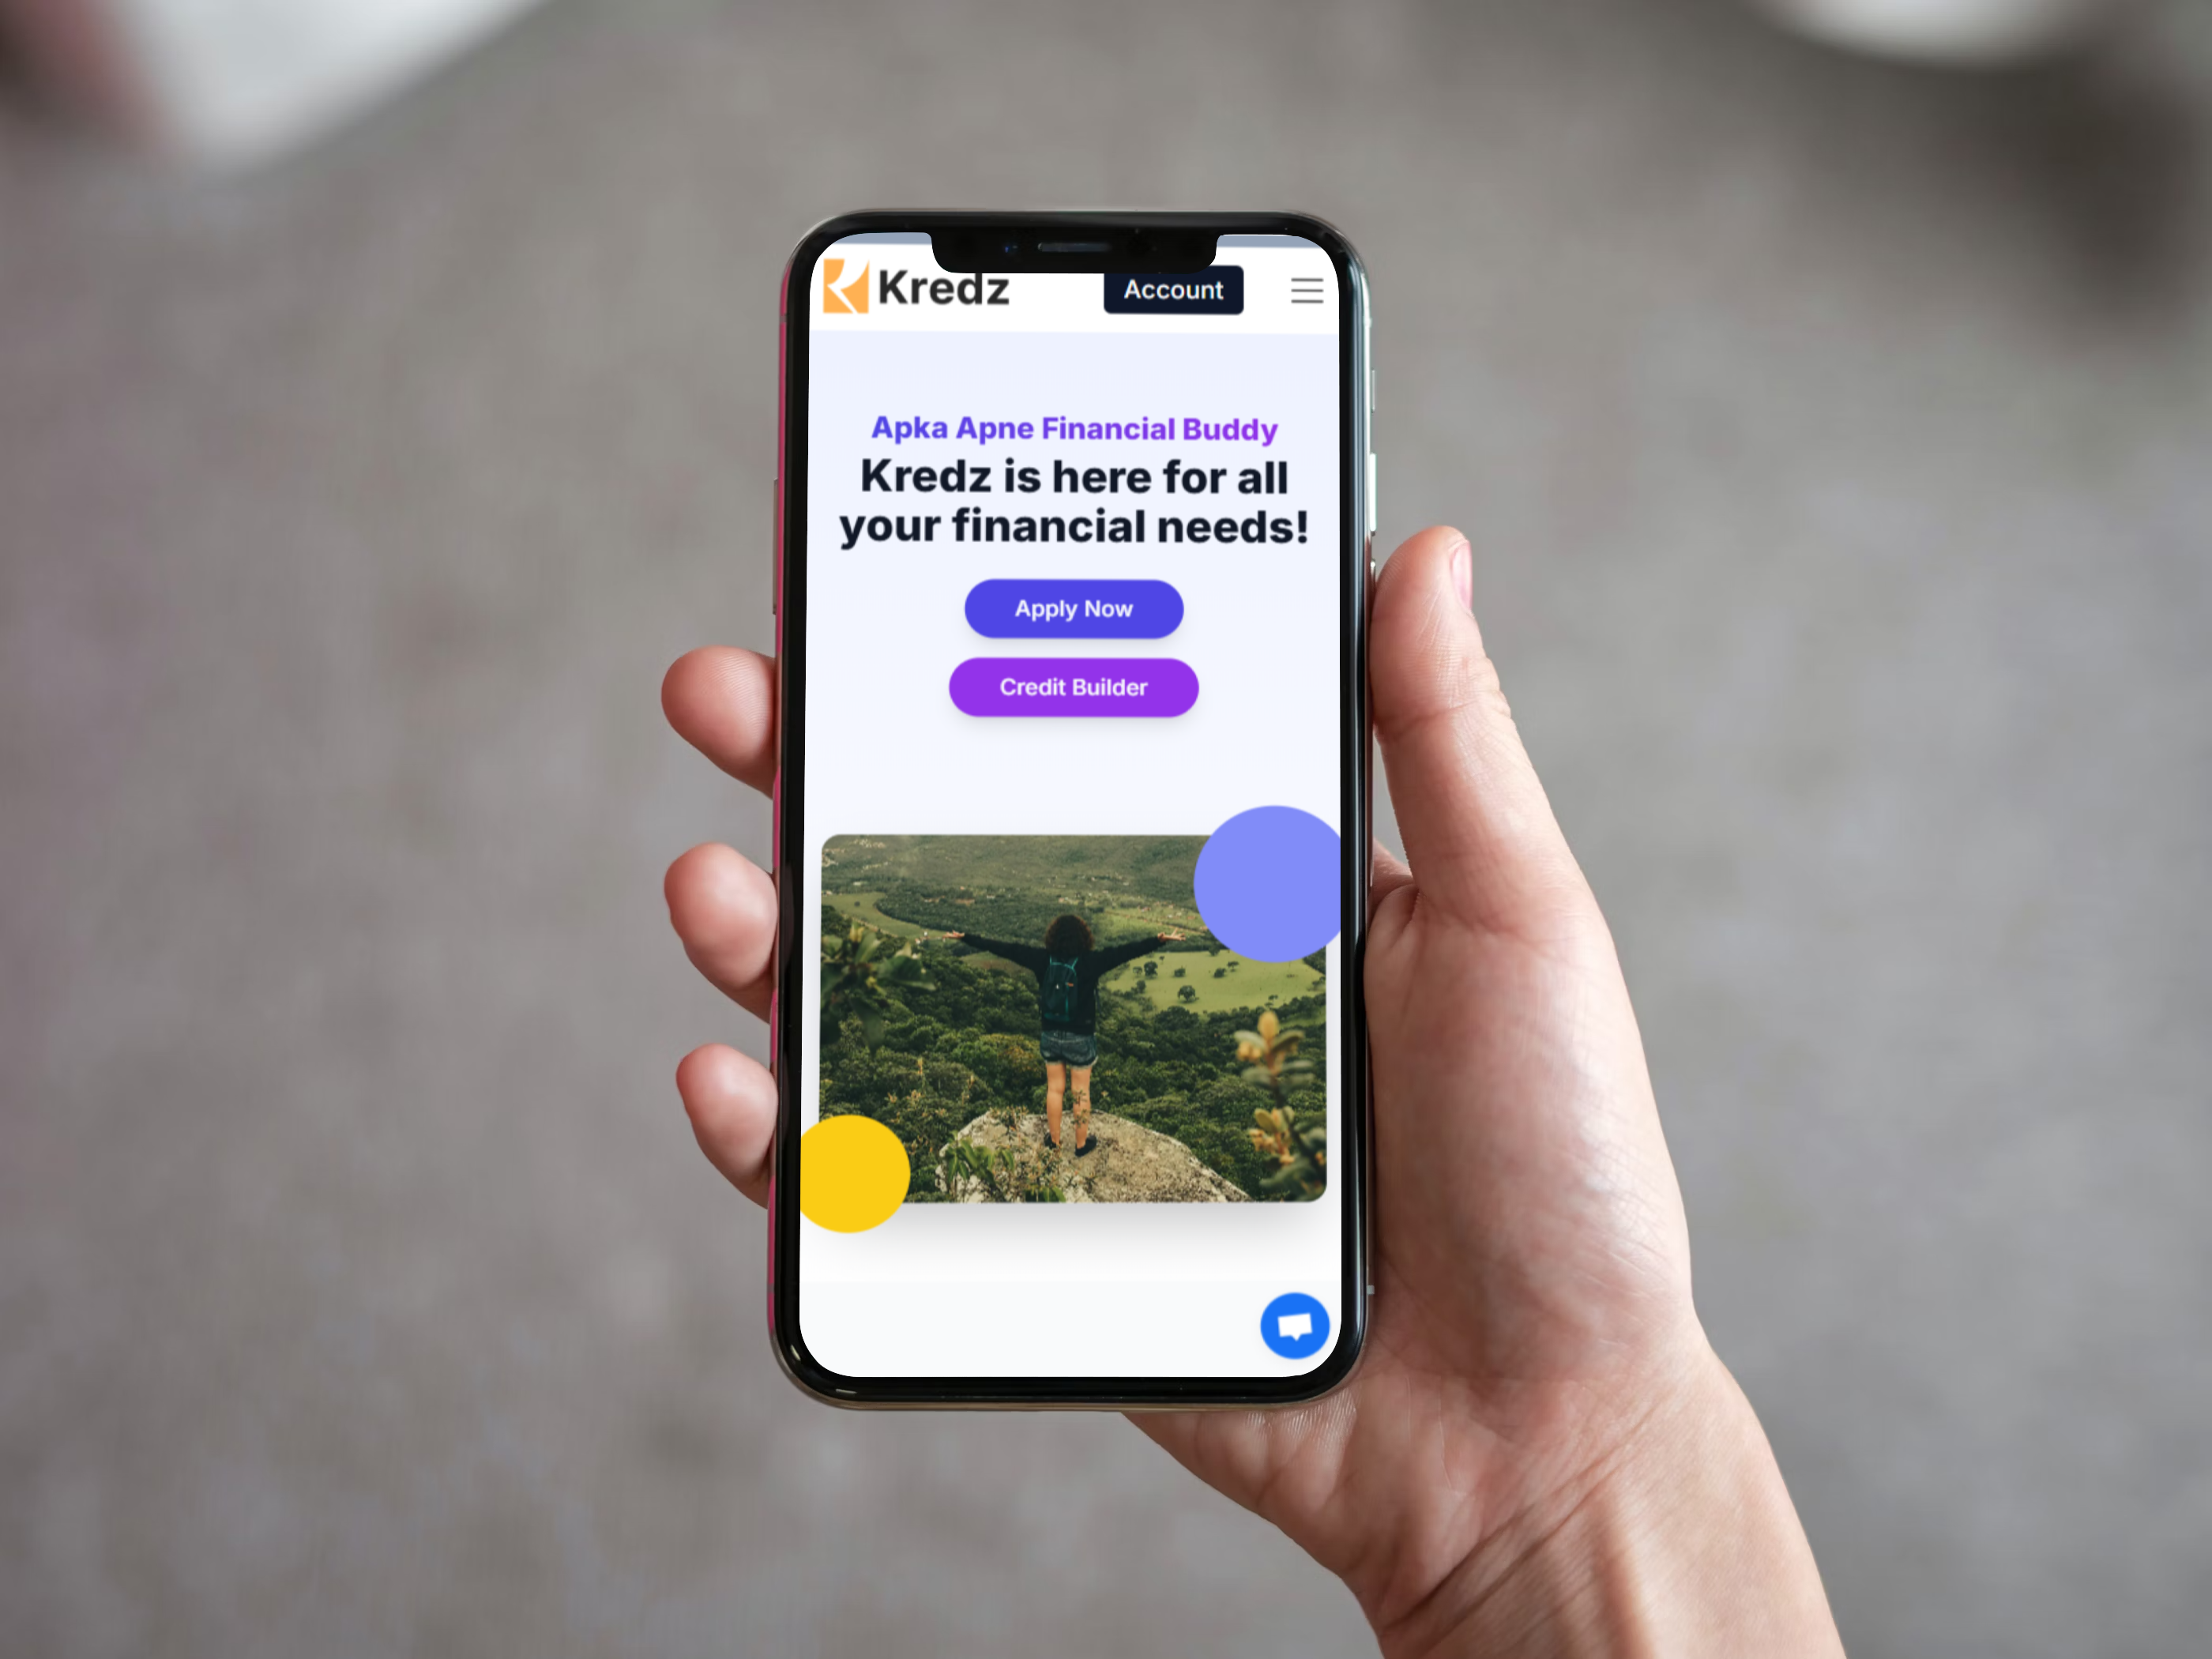 Kredz
Account
Apka Apne Financial Buddy
Kredz is here for all
your financial needs!
Apply Now
Credit Builder